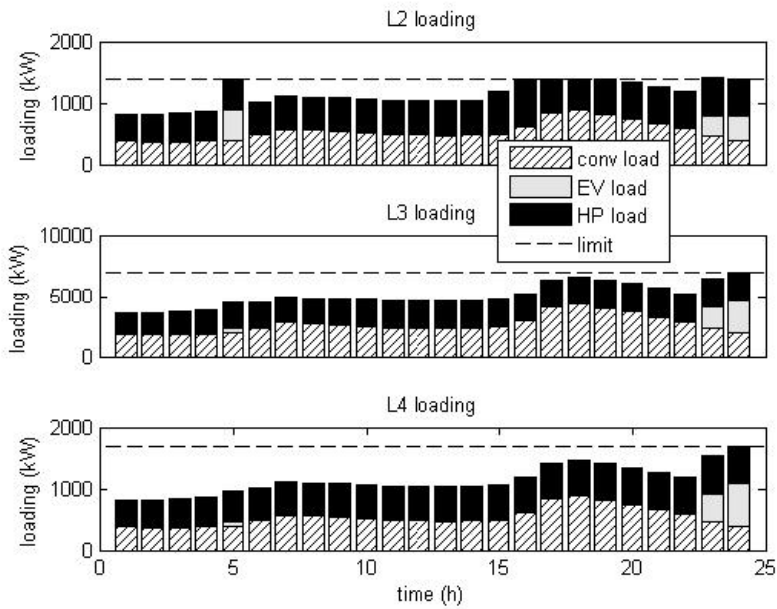 L2 loading
2000
1000
0
loading (kW)
conv load
EV load
HP load
limit
L3 loading
10000
5000
0
loading (kW)
L4 loading
2000
1000
0
loading (kW)
0 5 10 15 20 25
time (h)